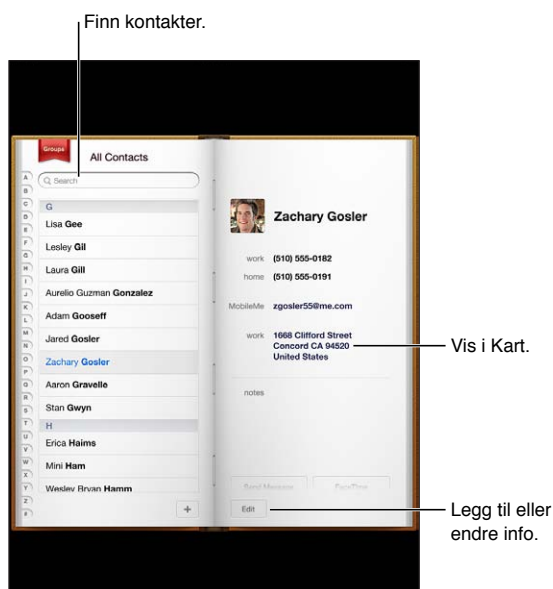 Finn kontakter.
Groups
All Contacts
Search
A
B
C
D
E
F
G
H
I
J
K
L
M
N
O
P
Q
R
S
T
U
V
W
X
Y
Z
#
G
Lisa Gee
Lesley Gil
Laura Gill
Aurelio Guzman Gonzalez
Adam Gooseff
Jared Gosler
Zachary Gosler
Aaron Gravelle
Stan Gwyn
H
Erica Haims
Mini Ham
Wesley Bryan Hamm
+
Zachary Gosler
work (510) 555-0182
home (510) 555-0191
MobileMe zgosler55@me.com
work 1668 Clifford Street
Concord CA 94520
United States
notes
Send Message FaceTime
Edit
Vis i Kart.
Legg til eller
endre info.